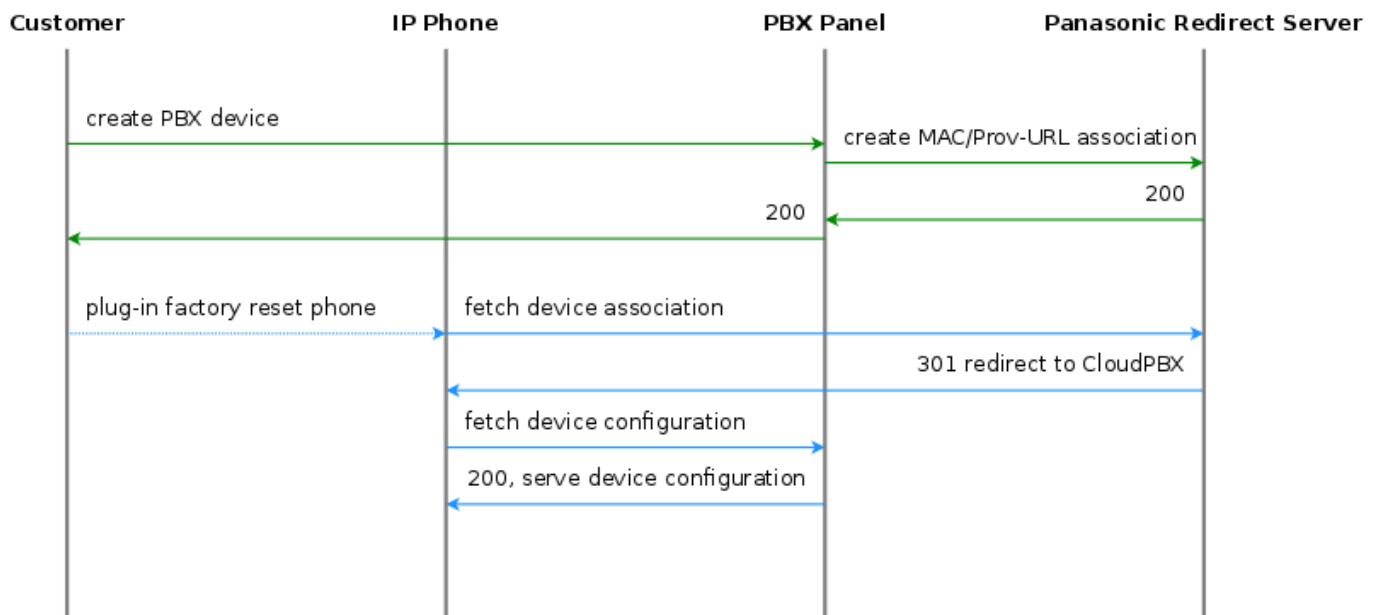 Customer
IP Phone
PBX Panel
Panasonic Redirect Server
create PBX device
create MAC/Prov-URL association
200
200
plug-in factory reset phone
fetch device association
301 redirect to CloudPBX
fetch device configuration
200, serve device configuration